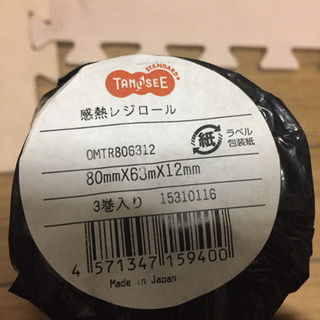 STANDARD+
TANOSEE
感熱レジロール
OMTR806312
紙
ラベル
包装紙
80mmX63mX12mm
3巻入り 15310116
4 571347 159400
Made in Japan